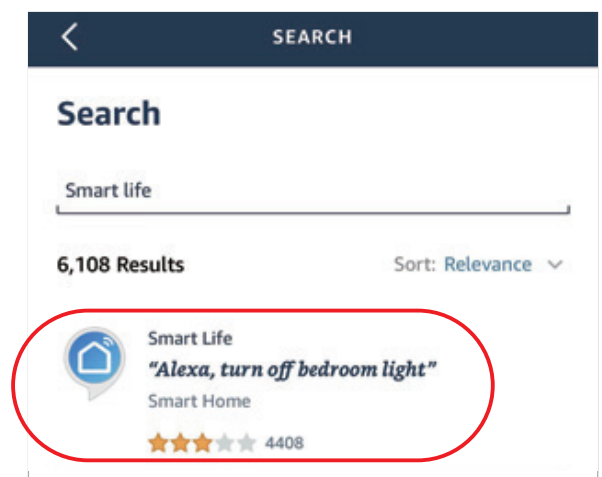 SEARCH
Search
Smart life
6,108 Results Sort: Relevance
Smart Life
“Alexa, turn off bedroom light”
Smart Home
4408